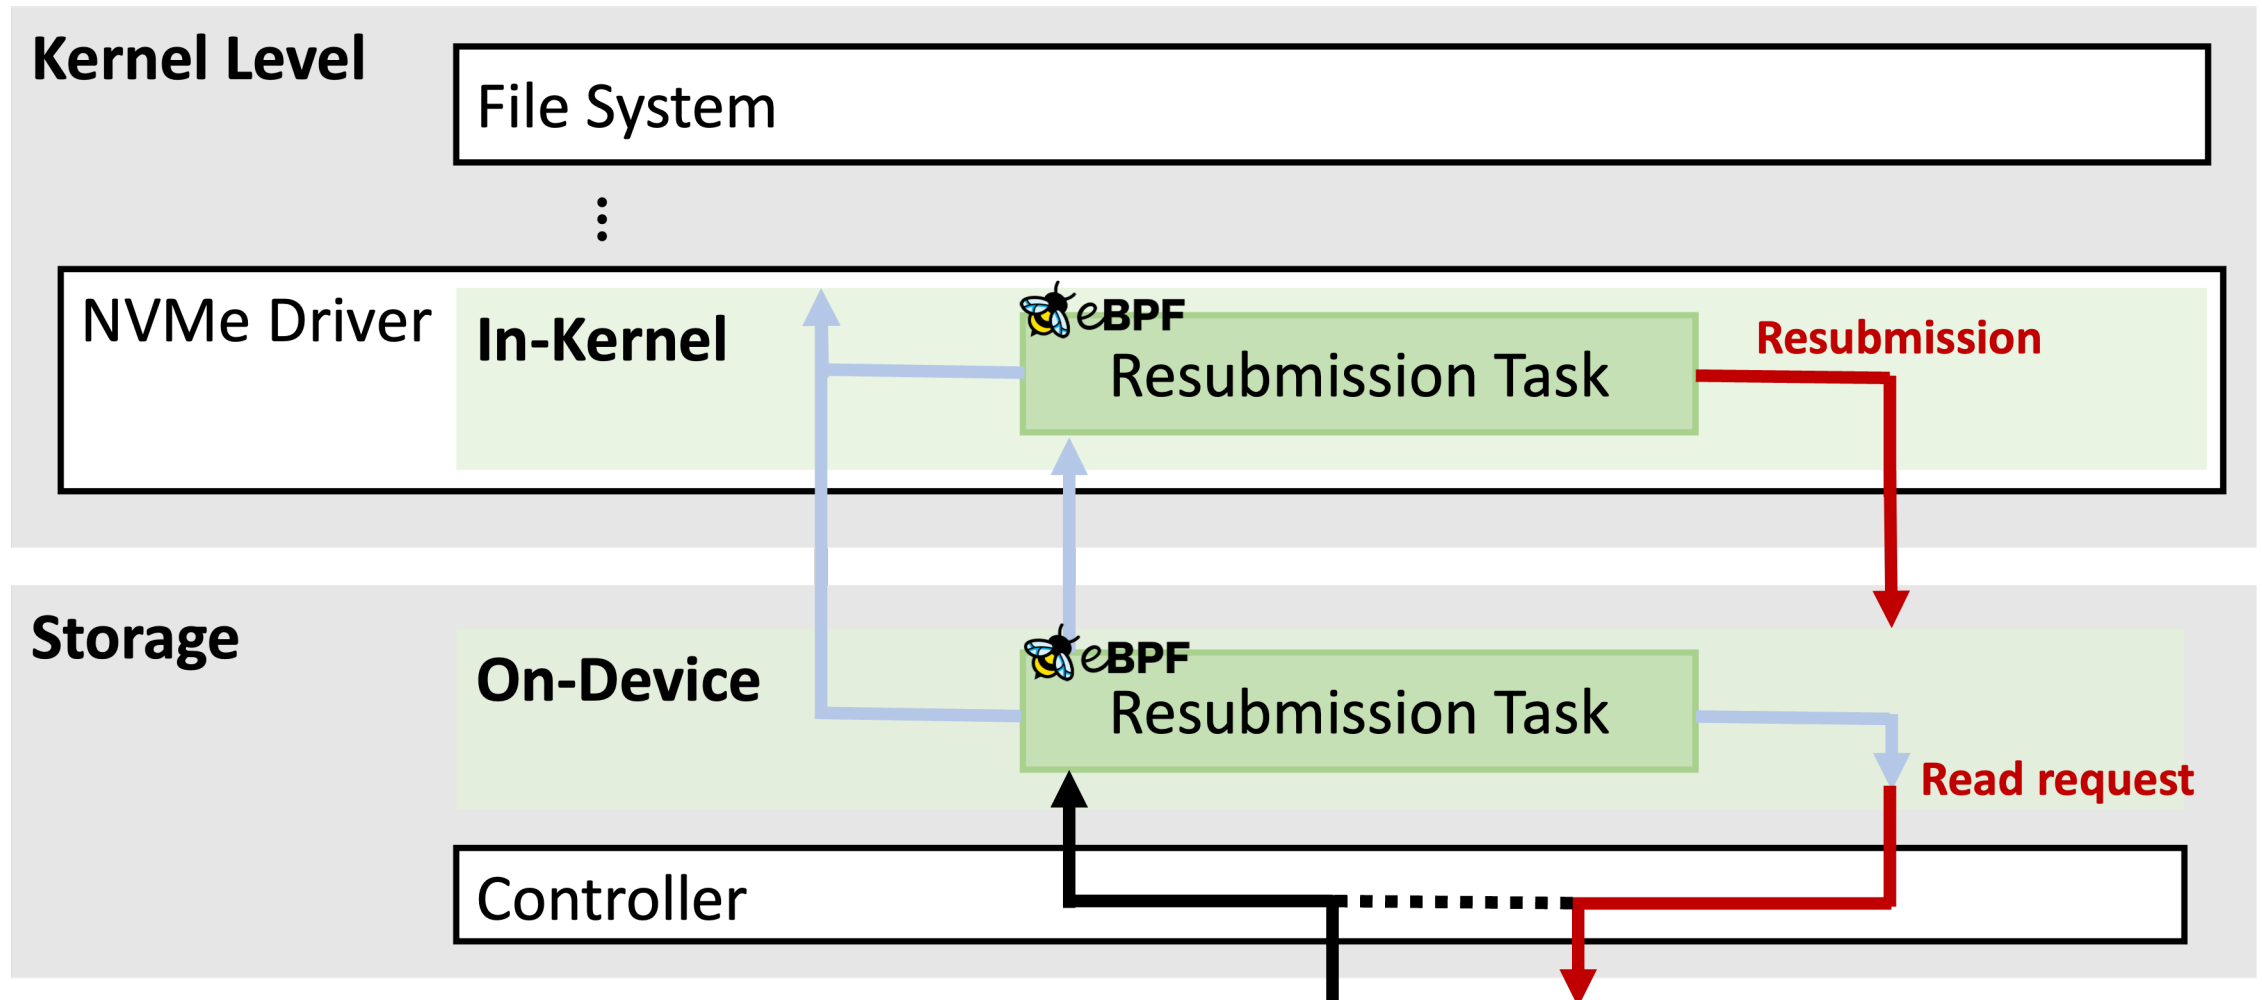 Kernel Level
File System
NVMe Driver
In-Kernel
eBPF
Resubmission Task
Resubmission
Storage
On-Device
eBPF
Resubmission Task
Read request
Controller